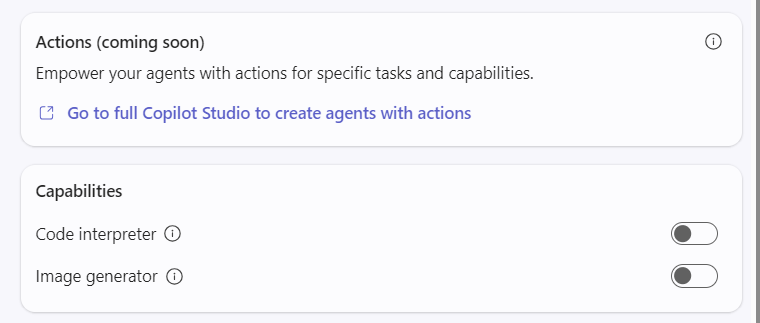 Actions (coming soon)
Empower your agents with actions for specific tasks and capabilities.
Go to full Copilot Studio to create agents with actions
Capabilities
Code interpreter
Image generator